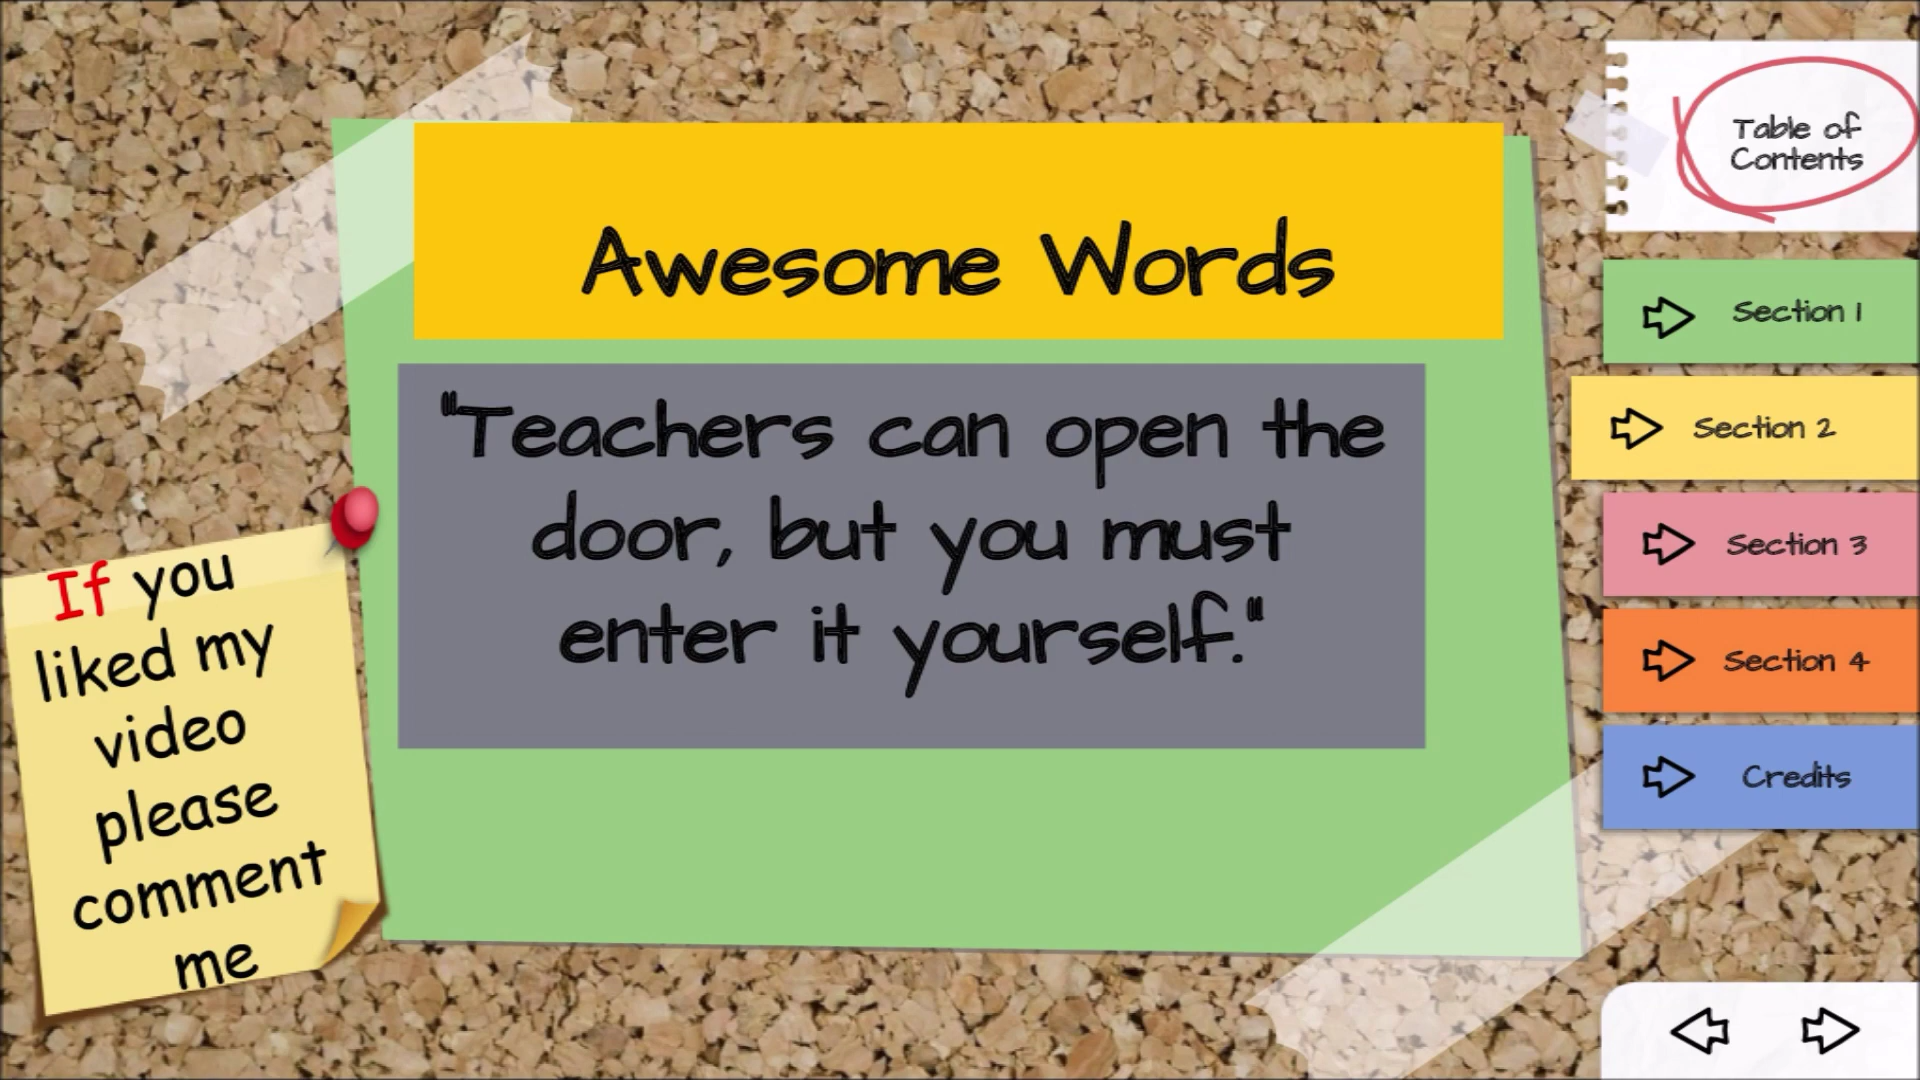 Awesome Words
"Teachers can open the
door, but you must
enter it yourself."
If you
liked my
video
please
comment
me
Table of
Contents
Section 1
Section 2
Section 3
Section 4
Credits